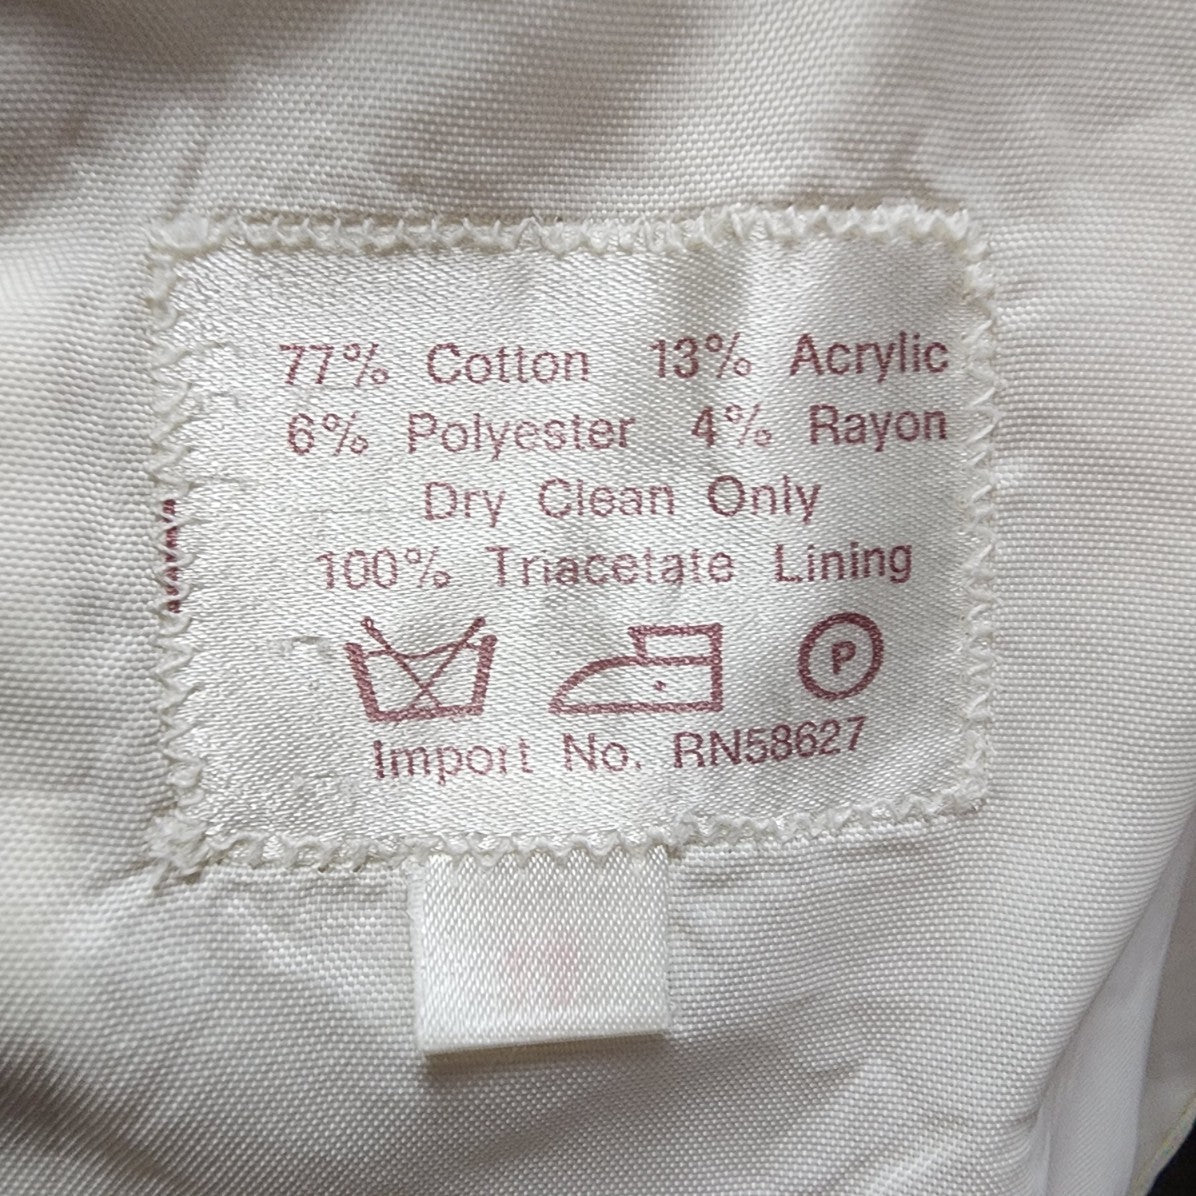 77% Cotton 13% Acrylic
6% Polyester 4% Rayon
Dry Clean Only
100% Triacetate Lining
P
Import No. RN58627